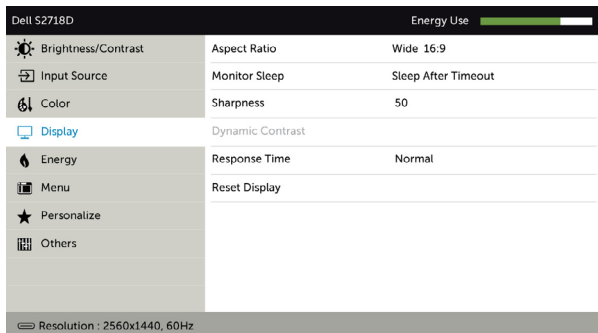 Dell S2718D Energy Use
Brightness/Contrast Aspect Ratio Wide 16:9
Input Source Monitor Sleep Sleep After Timeout
Color Sharpness 50
Display Dynamic Contrast
Energy Response Time Normal
Menu Reset Display
Personalize
Others
Resolution : 2560x1440, 60Hz